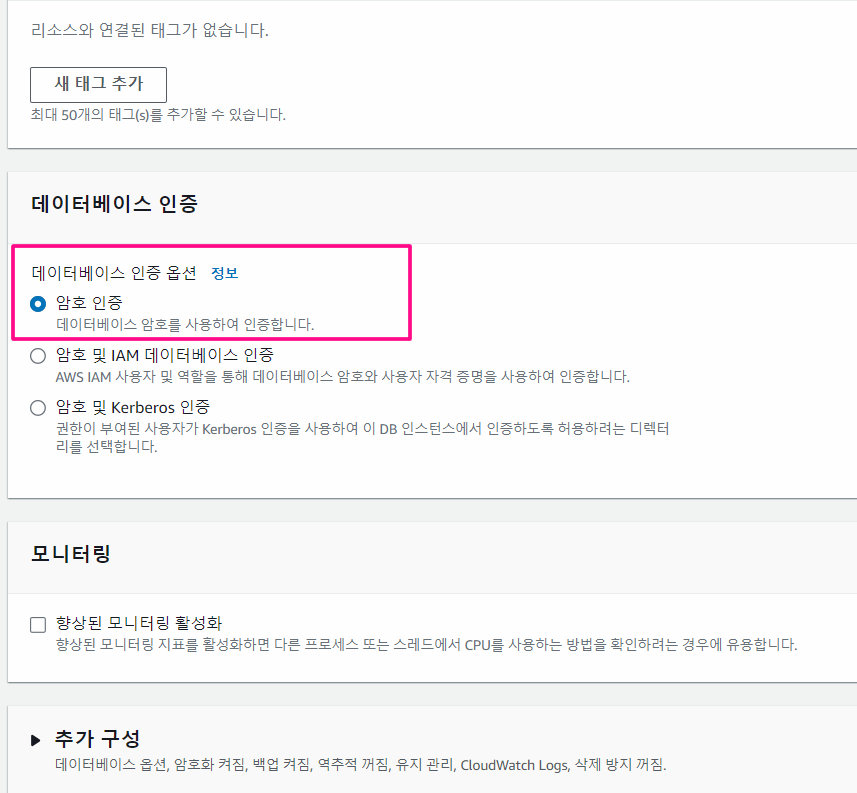 리소스와 연결된 태그가 없습니다.
새 태그 추가
최대 50개의 태그(s)를 추가할 수 있습니다.
데이터베이스 인증
데이터베이스 인증 옵션 정보
암호 인증
데이터베이스 암호를 사용하여 인증합니다.
암호 및 IAM 데이터베이스 인증
AWS IAM 사용자 및 역할을 통해 데이터베이스 암호와 사용자 자격 증명을 사용하여 인증합니다.
암호 및 Kerberos 인증
권한이 부여된 사용자가 Kerberos 인증을 사용하여 이 DB 인스턴스에서 인증하도록 허용하려는 디렉터
리를 선택합니다.
모니터링
향상된 모니터링 활성화
향상된 모니터링 지표를 활성화하면 다른 프로세스 또는 스레드에서 CPU를 사용하는 방법을 확인하려는 경우에 유용합니다.
추가 구성
데이터베이스 옵션, 암호화 켜짐, 백업 켜짐, 역추적 꺼짐, 유지 관리, CloudWatch Logs, 삭제 방지 꺼짐.